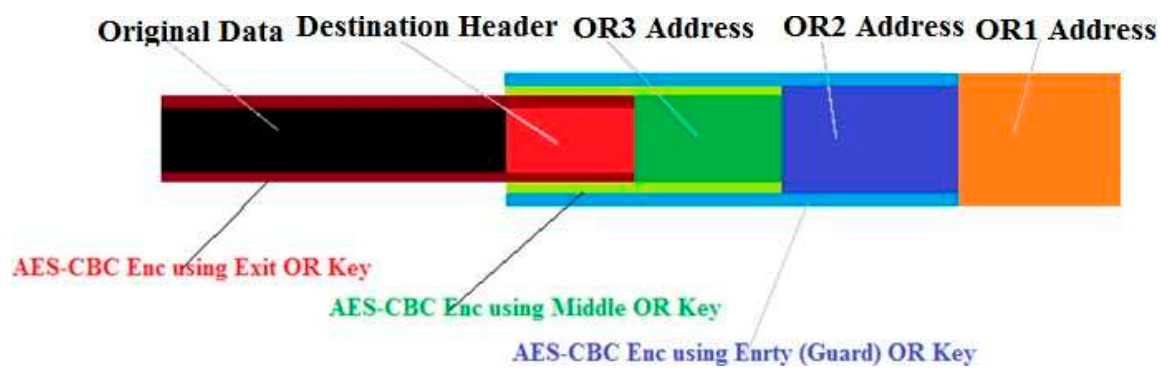 Original Data Destination Header OR3 Address OR2 Address OR1 Address
AES-CBC Enc using Exit OR Key
AES-CBC Enc using Middle OR Key
AES-CBC Enc using Enrty (Guard) OR Key